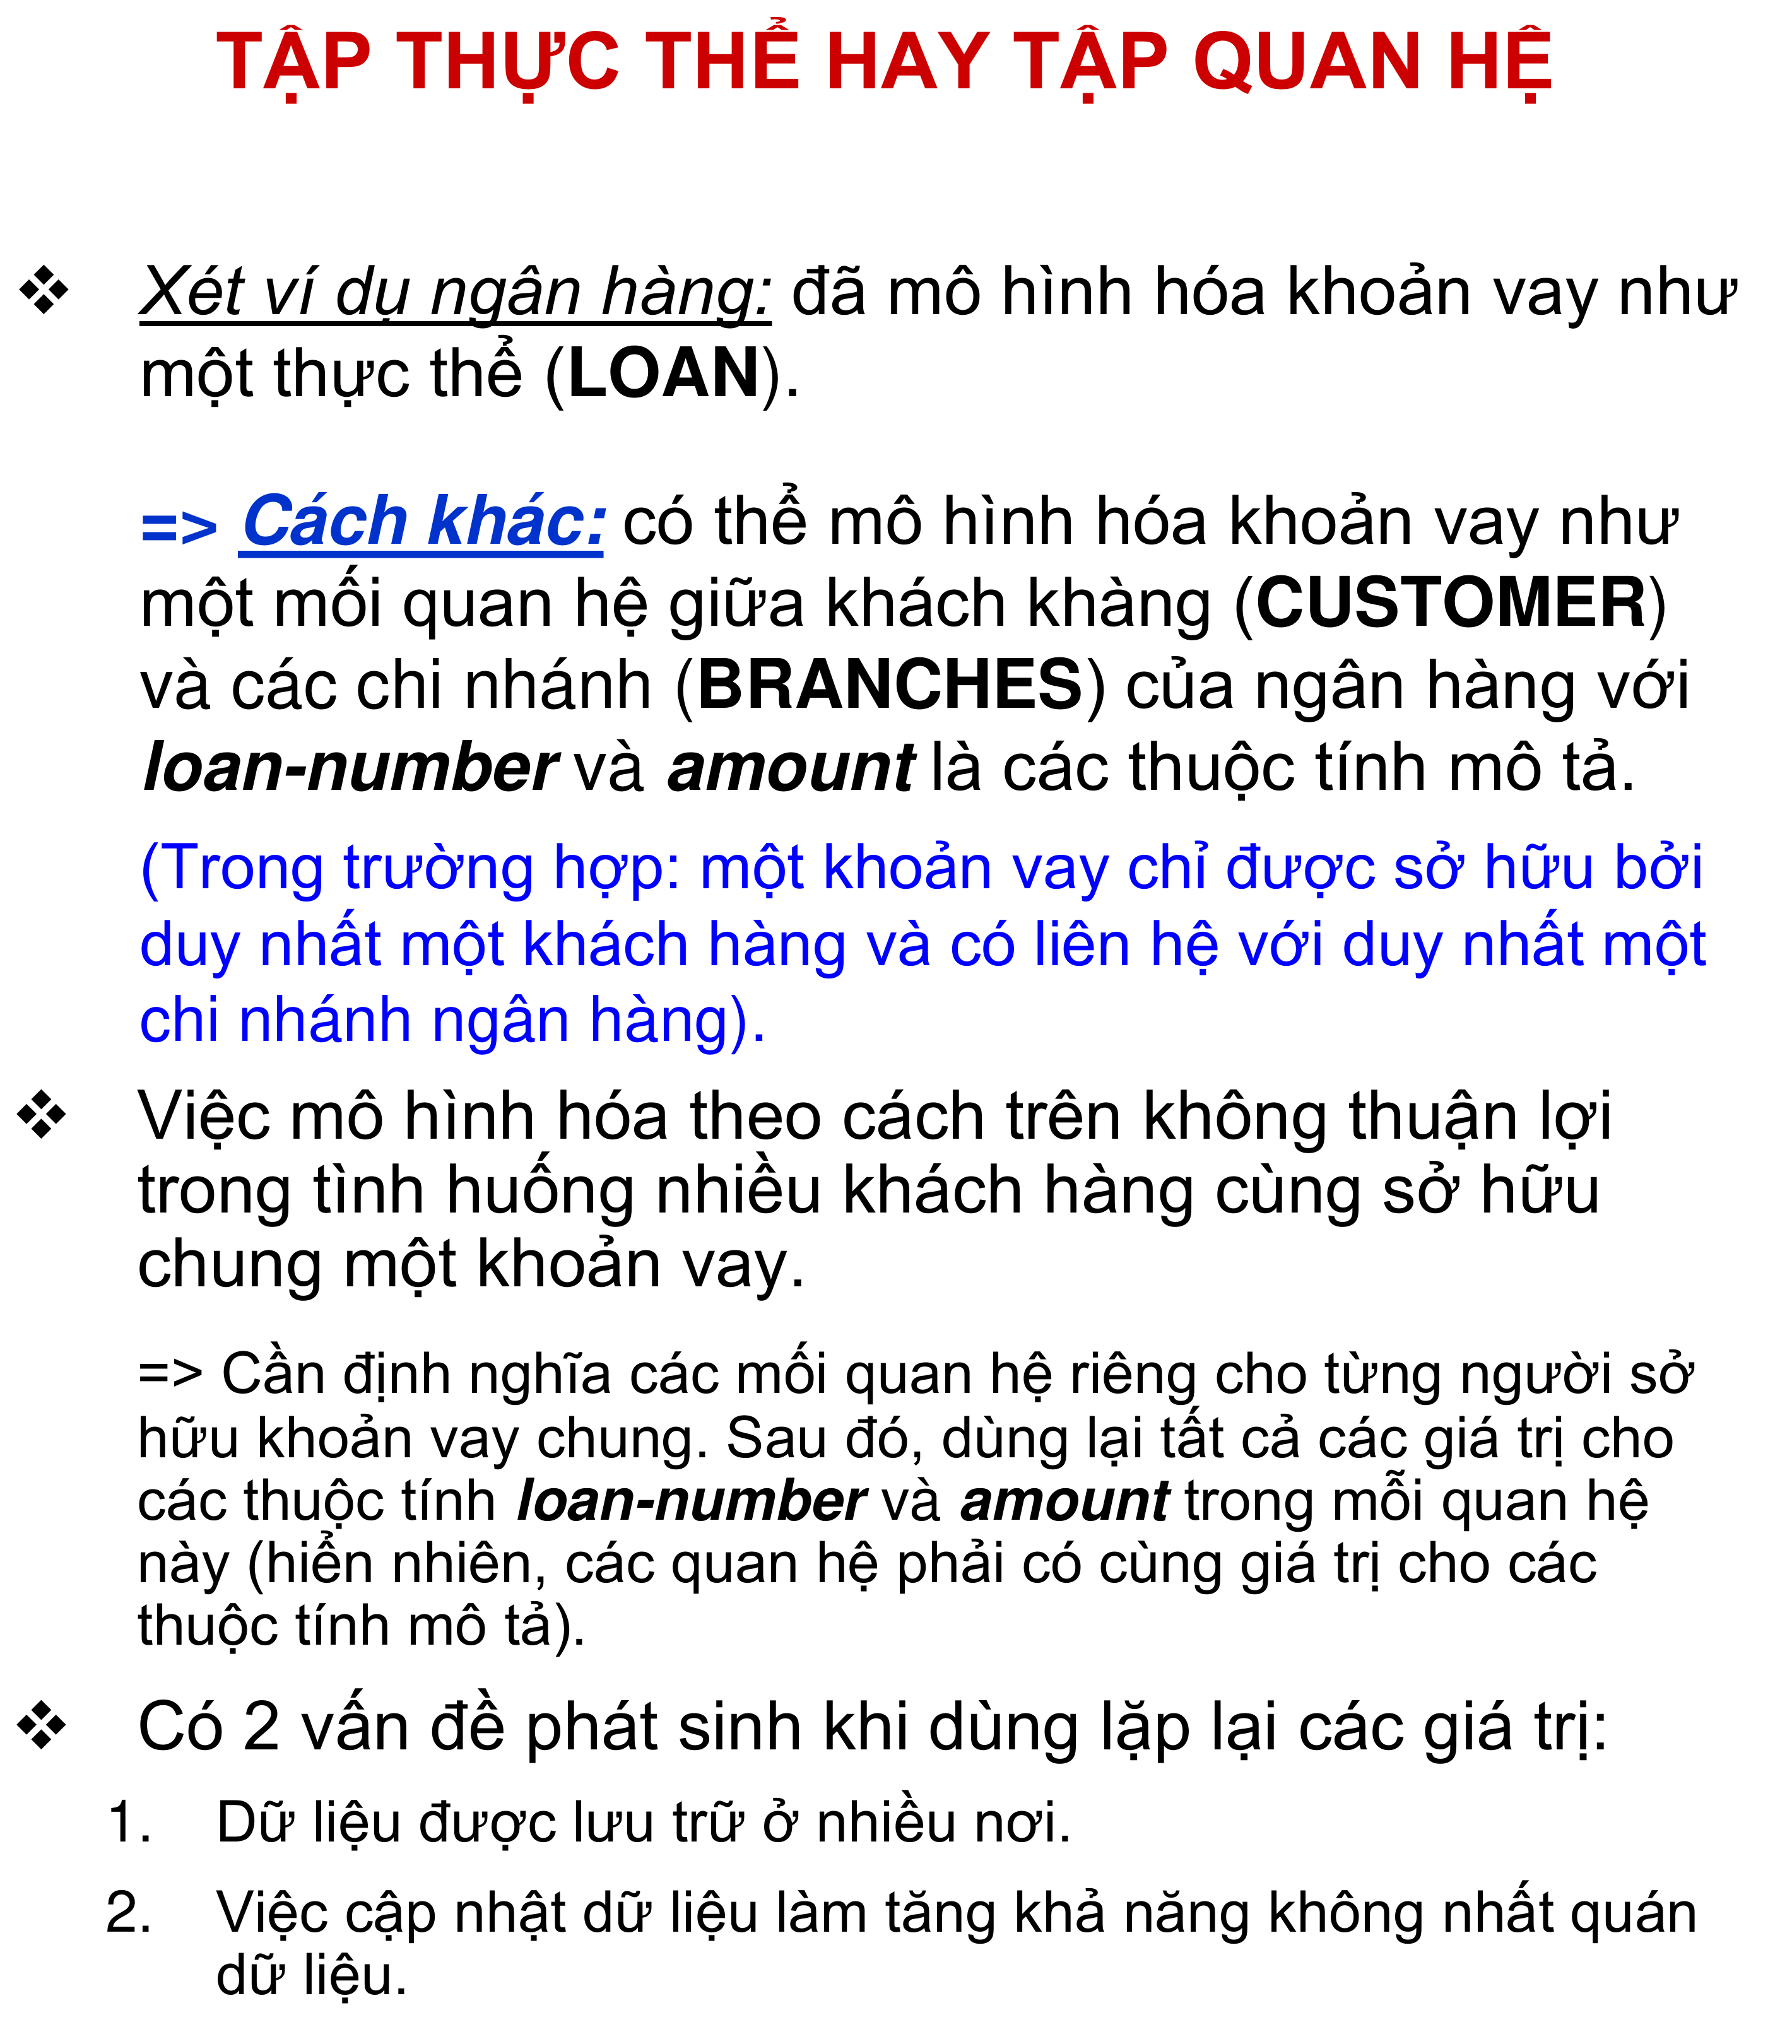 TẬP THỰC THỂ HAY TẬP QUAN HỆ
❖ Xét ví dụ ngân hàng: đã mô hình hóa khoản vay như
một thực thể (LOAN).
=> Cách khác: có thể mô hình hóa khoản vay như
một mối quan hệ giữa khách khàng (CUSTOMER)
và các chi nhánh (BRANCHES) của ngân hàng với
loan-number và amount là các thuộc tính mô tả.
(Trong trường hợp: một khoản vay chỉ được sở hữu bởi
duy nhất một khách hàng và có liên hệ với duy nhất một
chi nhánh ngân hàng).
❖ Việc mô hình hóa theo cách trên không thuận lợi
trong tình huống nhiều khách hàng cùng sở hữu
chung một khoản vay.
=> Cần định nghĩa các mối quan hệ riêng cho từng người sở
hữu khoản vay chung. Sau đó, dùng lại tất cả các giá trị cho
các thuộc tính loan-number và amount trong mỗi quan hệ
này (hiển nhiên, các quan hệ phải có cùng giá trị cho các
thuộc tính mô tả).
❖ Có 2 vấn đề phát sinh khi dùng lặp lại các giá trị:
1. Dữ liệu được lưu trữ ở nhiều nơi.
2. Việc cập nhật dữ liệu làm tăng khả năng không nhất quán
dữ liệu.